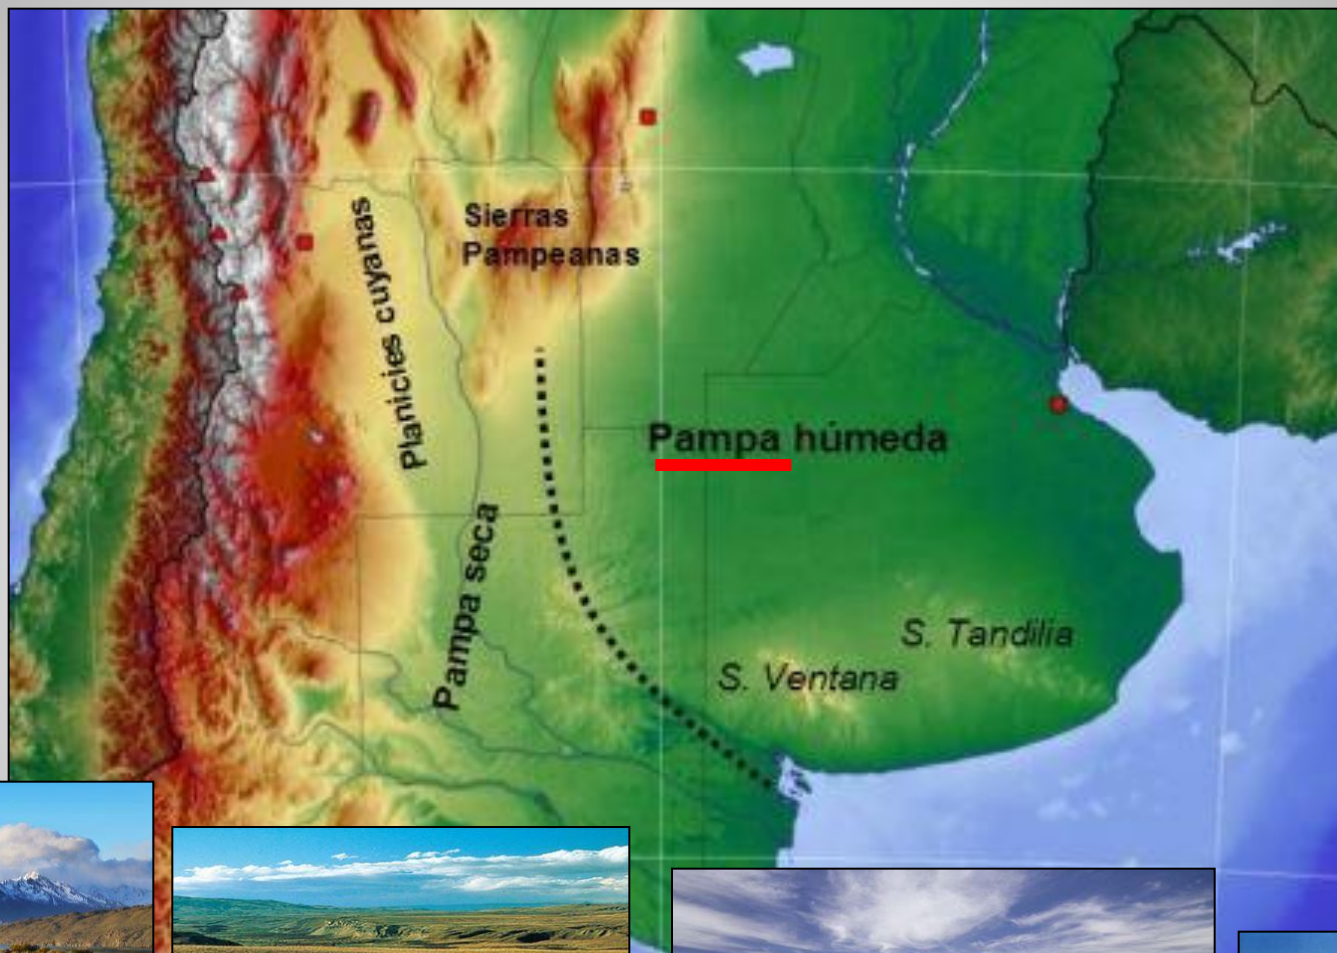 Sierras
Pampeanas
Planicies cuyanas
Pampa húmeda
Pampa seca
S. Tandilia
S. Ventana